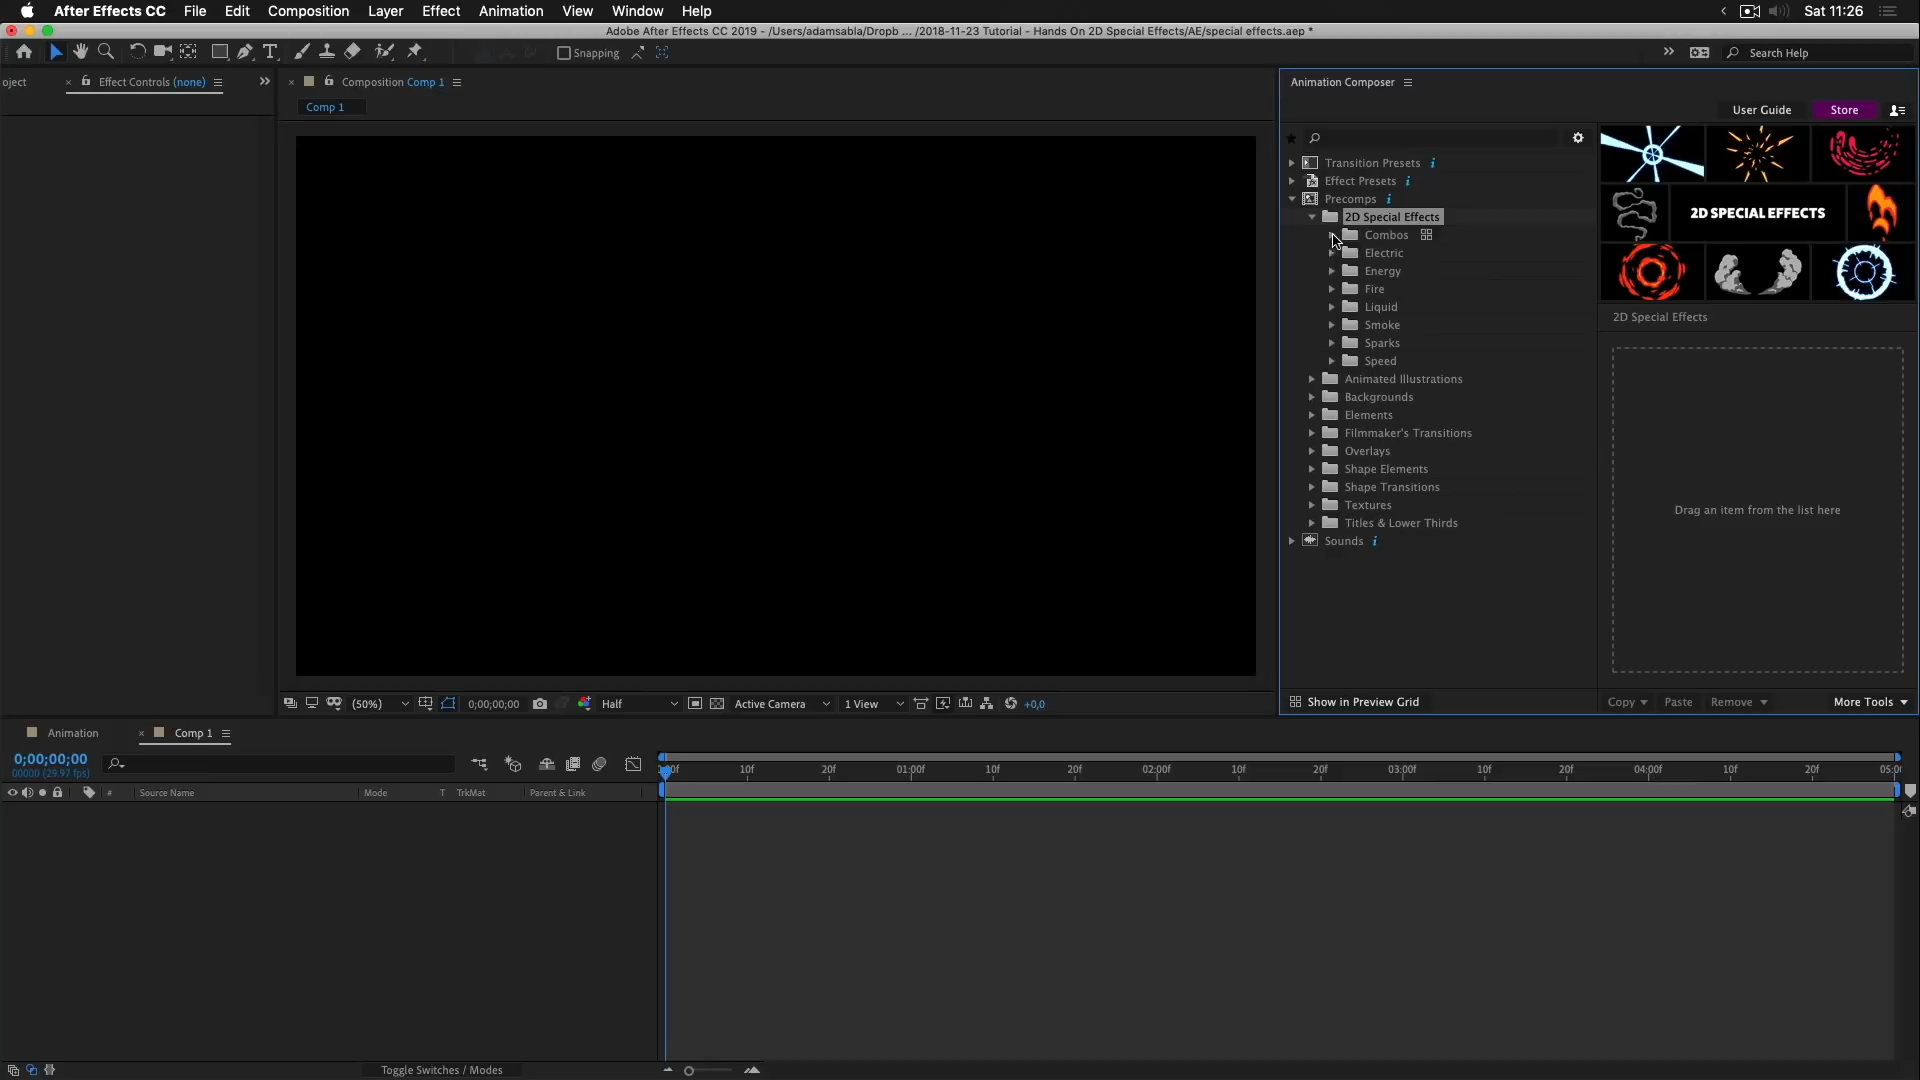 After Effects CC File Edit Composition Layer Effect Animation View Window Help Sat 11:26
Adobe After Effects CC 2019 - /Users/adamsabla/Dropb ... /2018-11-23 Tutorial - Hands On 2D Special Effects/AE/special effects.aep *
Snapping Search Help
oject × Effect Controls (none) × Composition Comp 1 Animation Composer
Comp 1
User Guide Store
Transition Presets i
Effect Presets i
Precomps i
2D Special Effects
Combos
Electric
Energy
Fire
Liquid
Smoke
Sparks
Speed
Animated Illustrations
Backgrounds
Elements
Filmmaker's Transitions
Overlays
Shape Elements
Shape Transitions
Textures
Titles & Lower Thirds
Sounds i
2D SPECIAL EFFECTS
2D Special Effects
Drag an item from the list here
Show in Preview Grid Copy Paste Remove More Tools
(50%) 0;00;00;00 Half Active Camera 1 View +0,0
Animation × Comp 1
0;00;00;00
00000 (29.97 fps)
10f 20f 01:00f 10f 20f 02:00f 10f 20f 03:00f 10f 20f 04:00f 10f 20f
# Source Name Mode T TrkMat Parent & Link
Toggle Switches / Modes